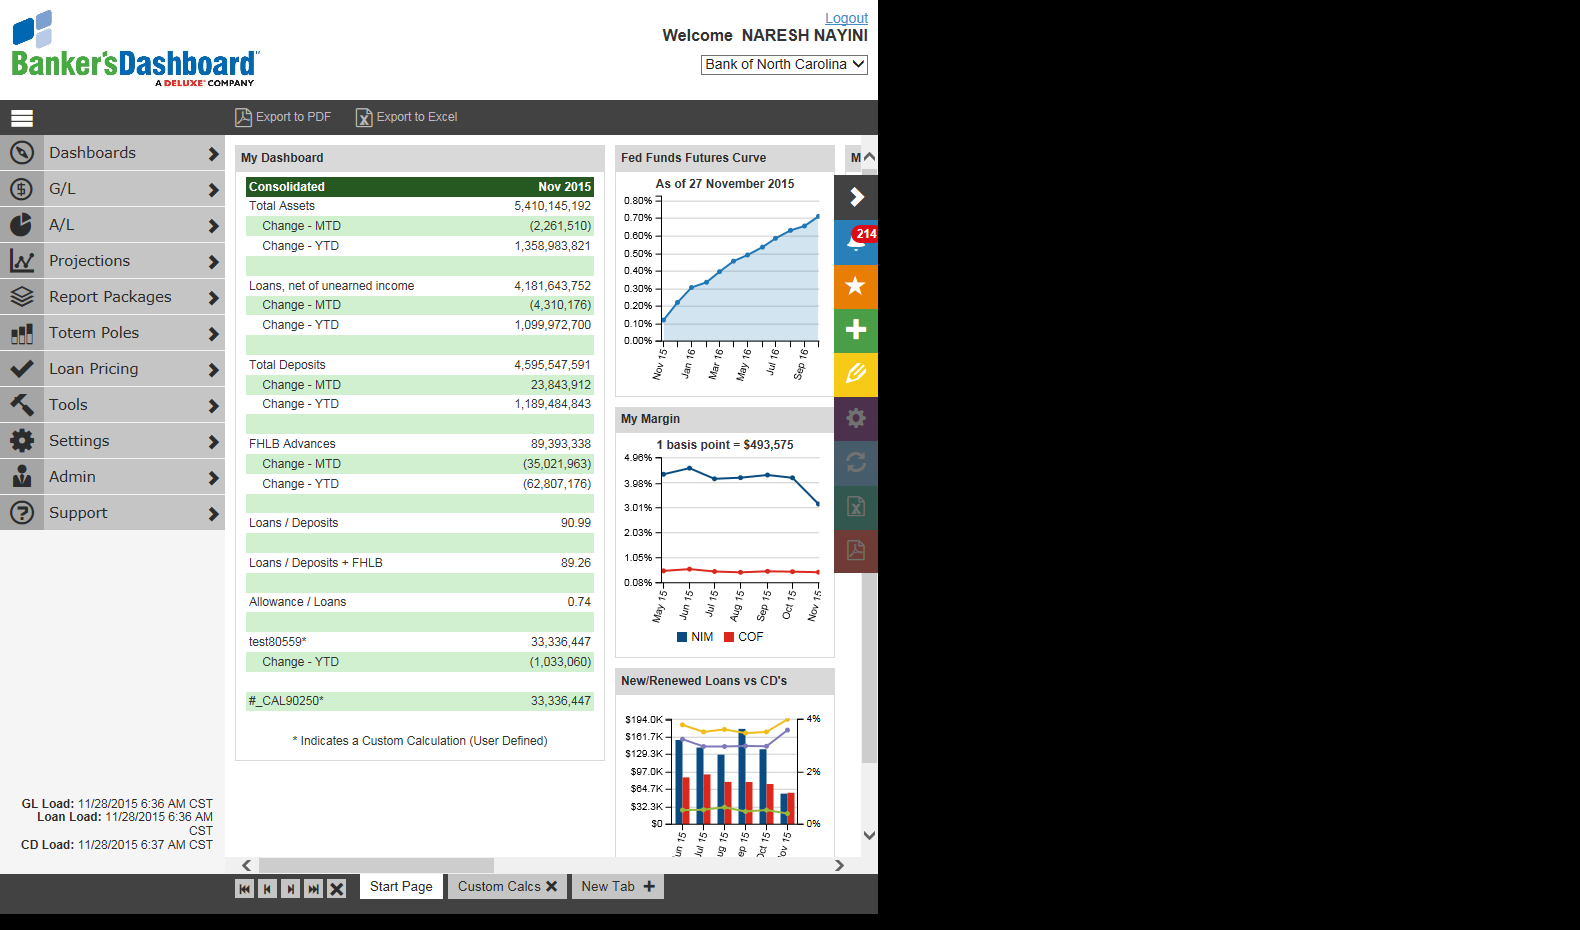 Logout
Welcome NARESH NAYINI
Banker'sDashboard
A DELUXE COMPANY
Bank of North Carolina
Export to PDF
Export to Excel
Dashboards
G/L
A/L
Projections
Report Packages
Totem Poles
Loan Pricing
Tools
Settings
Admin
Support
GL Load: 11/28/2015 6:36 AM CST
Loan Load: 11/28/2015 6:36 AM
CST
CD Load: 11/28/2015 6:37 AM CST
My Dashboard
Consolidated Nov 2015
Total Assets 5,410,145,192
Change - MTD (2,261,510)
Change - YTD 1,358,983,821
Loans, net of unearned income 4,181,643,752
Change - MTD (4,310,176)
Change - YTD 1,099,972,700
Total Deposits 4,595,547,591
Change - MTD 23,843,912
Change - YTD 1,189,484,843
FHLB Advances 89,393,338
Change - MTD (35,021,963)
Change - YTD (62,807,176)
Loans / Deposits 90.99
Loans / Deposits + FHLB 89.26
Allowance / Loans 0.74
test80559* 33,336,447
Change - YTD (1,033,060)
#_CAL90250* 33,336,447
* Indicates a Custom Calculation (User Defined)
Fed Funds Futures Curve
As of 27 November 2015
0.80%
0.70%
0.60%
0.50%
0.40%
0.30%
0.20%
0.10%
0.00%
Nov 15
Jan 16
Mar 16
May 16
Jul 16
Sep 16
My Margin
1 basis point = $493,575
4.96%
3.98%
3.01%
2.03%
1.05%
0.08%
May 15
Jun 15
Jul 15
Aug 15
Sep 15
Oct 15
Nov 15
NIM COF
New/Renewed Loans vs CD's
$194.0K 4%
$161.7K
$129.3K
$97.0K 2%
$64.7K
$32.3K
$0 0%
un 15
Jul 15
ug 15
ep 15
Oct 15
ov 15
M
214
Start Page
Custom Calcs
New Tab